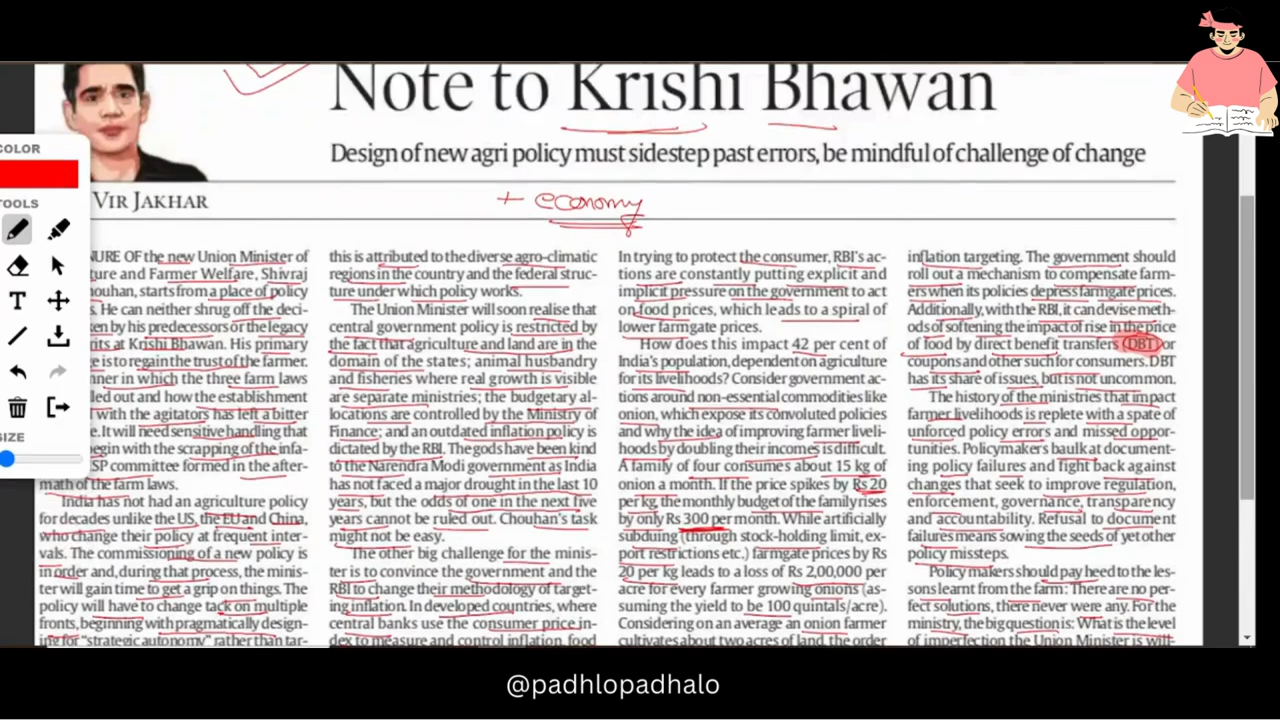 Note to Krishi Bhawan
Design of new agri policy must sidestep past errors, be mindful of challenge of change
COLOR
TOOLS
T
SIZE
VIR JAKHAR
+ economy
URE OF the new Union Minister of
ture and Farmer Welfare, Shivraj
ouhan, starts from a place of policy
s. He can neither shrug off the deci-
en by his predecessors or the legacy
rits at Krishi Bhawan. His primary
ge is to regain the trust of the farmer.
nner in which the three farm laws
led out and how the establishment
with the agitators has left a bitter
e. It will need sensitive handling that
egin with the scrapping of the infa-
SP committee formed in the after-
math of the farm laws.
India has not had an agriculture policy
for decades unlike the US, the EU and China,
who change their policy at frequent inter-
vals. The commissioning of a new policy is
in order and, during that process, the minis-
ter will gain time to get a grip on things. The
policy will have to change tack on multiple
fronts, beginning with pragmatically design-
ing for "strategic autonomy" rather than tar-
this is attributed to the diverse agro-climatic
regions in the country and the federal struc-
ture under which policy works.
The Union Minister will soon realise that
central government policy is restricted by
the fact that agriculture and land are in the
domain of the states; animal husbandry
and fisheries where real growth is visible
are separate ministries; the budgetary al-
locations are controlled by the Ministry of
Finance; and an outdated inflation policy is
dictated by the RBI. The gods have been kind
to the Narendra Modi government as India
has not faced a major drought in the last 10
years, but the odds of one in the next five
years cannot be ruled out. Chouhan's task
might not be easy.
The other big challenge for the minis-
ter is to convince the government and the
RBI to change their methodology of target-
ing inflation. In developed countries, where
central banks use the consumer price in-
dex to measure and control inflation, food
In trying to protect the consumer, RBI's ac-
tions are constantly putting explicit and
implicit pressure on the government to act
on food prices, which leads to a spiral of
lower farmgate prices.
How does this impact 42 per cent of
India's population, dependent on agriculture
for its livelihoods? Consider government ac-
tions around non-essential commodities like
onion, which expose its convoluted policies
and why the idea of improving farmer liveli-
hoods by doubling their incomes is difficult.
A family of four consumes about 15 kg of
onion a month. If the price spikes by Rs 20
per kg, the monthly budget of the family rises
by only Rs 300 per month. While artificially
subduing (through stock-holding limit, ex-
port restrictions etc.) farmgate prices by Rs
20 per kg leads to a loss of Rs 2,00,000 per
acre for every farmer growing onions (as-
suming the yield to be 100 quintals/acre).
Considering on an average an onion farmer
cultivates about two acres of land, the order
inflation targeting. The government should
roll out a mechanism to compensate farm-
ers when its policies depress farmgate prices.
Additionally, with the RBI, it can devise meth-
ods of softening the impact of rise in the price
of food by direct benefit transfers (DBT) or
coupons and other such for consumers. DBT
has its share of issues, but is not uncommon.
The history of the ministries that impact
farmer livelihoods is replete with a spate of
unforced policy errors and missed oppor-
tunities. Policymakers baulk at document-
ing policy failures and fight back against
changes that seek to improve regulation,
enforcement, governance, transparency
and accountability. Refusal to document
failures means sowing the seeds of yet other
policy missteps.
Policy makers should pay heed to the les-
sons learnt from the farm: There are no per-
fect solutions, there never were any. For the
ministry, the big question is: What is the level
of imperfection the Union Minister is will-
@padhlopadhalo